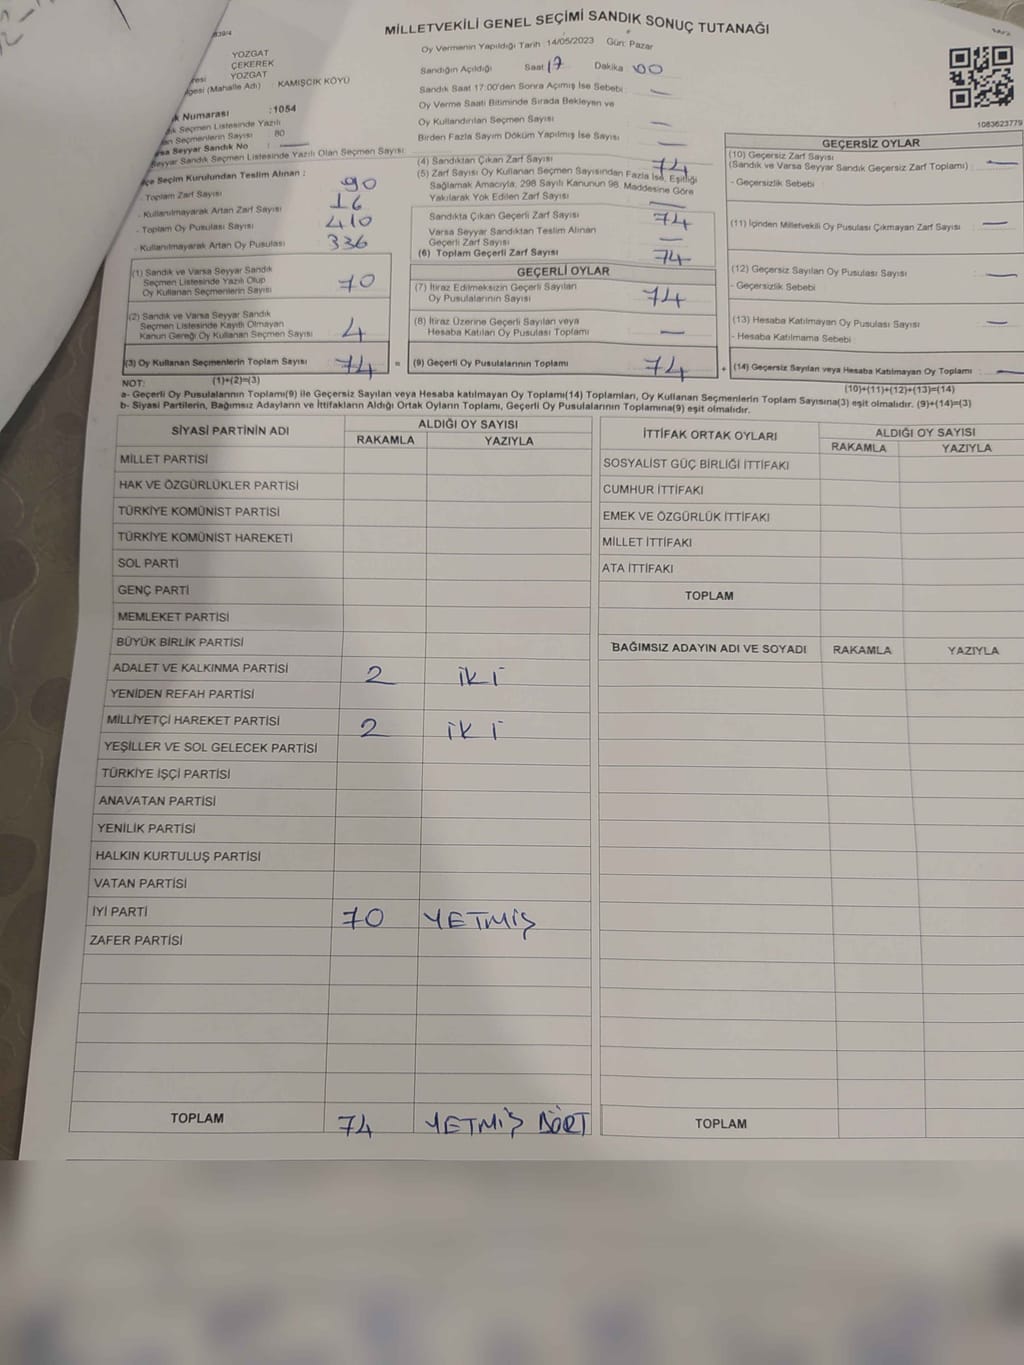 MİLLETVEKİLİ GENEL SEÇİMİ SANDIK SONUÇ TUTANAĞI
YOZGAT
ÇEKEREK
YOZGAT
(Mahalle Adı) : KAMIŞCIK KÖYÜ
Numarası : 1054
Seçmen Listesinde Yazılı
Seçmenlerin Sayısı : 80
Seyyar Sandık No :
Seyyar Sandık Seçmen Listesinde Yazılı Olan Seçmen Sayısı:
Seçim Kurulundan Teslim Alınan :
- Toplam Zarf Sayısı 90
- Kullanılmayarak Artan Zarf Sayısı 16
- Toplam Oy Pusulası Sayısı 410
- Kullanılmayarak Artan Oy Pusulası 336
(1) Sandık ve Varsa Seyyar Sandık
Seçmen Listesinde Yazılı Olup
Oy Kullanan Seçmenlerin Sayısı 70
(2) Sandık ve Varsa Seyyar Sandık
Seçmen Listesinde Kayıtlı Olmayan
Kanun Gereği Oy Kullanan Seçmen Sayısı 4
(3) Oy Kullanan Seçmenlerin Toplam Sayısı 74 =
Oy Vermenin Yapıldığı Tarih : 14/05/2023 Gün: Pazar
Sandığın Açıldığı Saat 17 Dakika 00
Sandık Saat 17:00'den Sonra Açılmış İse Sebebi : —
Oy Verme Saati Bitiminde Sırada Bekleyen ve
Oy Kullandırılan Seçmen Sayısı —
Birden Fazla Sayım Döküm Yapılmış İse Sayısı —
(4) Sandıktan Çıkan Zarf Sayısı 74
(5) Zarf Sayısı Oy Kullanan Seçmen Sayısından Fazla İse, Eşitliği
Sağlamak Amacıyla, 298 Sayılı Kanunun 98. Maddesine Göre
Yakılarak Yok Edilen Zarf Sayısı —
Sandıkta Çıkan Geçerli Zarf Sayısı 74
Varsa Seyyar Sandıktan Teslim Alınan
Geçerli Zarf Sayısı —
(6) Toplam Geçerli Zarf Sayısı 74
GEÇERLİ OYLAR
(7) İtiraz Edilmeksizin Geçerli Sayılan
Oy Pusulalarının Sayısı 74
(8) İtiraz Üzerine Geçerli Sayılan veya
Hesaba Katılan Oy Pusulası Toplamı —
(9) Geçerli Oy Pusulalarının Toplamı 74 +
1083623779
GEÇERSİZ OYLAR
(10) Geçersiz Zarf Sayısı
(Sandık ve Varsa Seyyar Sandık Geçersiz Zarf Toplamı) : —
- Geçersizlik Sebebi :
(11) İçinden Milletvekili Oy Pusulası Çıkmayan Zarf Sayısı : —
(12) Geçersiz Sayılan Oy Pusulası Sayısı : —
- Geçersizlik Sebebi :
(13) Hesaba Katılmayan Oy Pusulası Sayısı : —
- Hesaba Katılmama Sebebi :
(14) Geçersiz Sayılan veya Hesaba Katılmayan Oy Toplamı : —
NOT: (1)+(2)=(3) (10)+(11)+(12)+(13)=(14)
a- Geçerli Oy Pusulalarının Toplamı(9) ile Geçersiz Sayılan veya Hesaba katılmayan Oy Toplamı(14) Toplamları, Oy Kullanan Seçmenlerin Toplam Sayısına(3) eşit olmalıdır. (9)+(14)=(3)
b- Siyasi Partilerin, Bağımsız Adayların ve İttifakların Aldığı Ortak Oyların Toplamı, Geçerli Oy Pusulalarının Toplamına(9) eşit olmalıdır.
SİYASİ PARTİNİN ADI ALDIĞI OY SAYISI
RAKAMLA YAZIYLA
MİLLET PARTİSİ
HAK VE ÖZGÜRLÜKLER PARTİSİ
TÜRKİYE KOMÜNİST PARTİSİ
TÜRKİYE KOMÜNİST HAREKETİ
SOL PARTİ
GENÇ PARTİ
MEMLEKET PARTİSİ
BÜYÜK BİRLİK PARTİSİ
ADALET VE KALKINMA PARTİSİ 2 İKİ
YENİDEN REFAH PARTİSİ
MİLLİYETÇİ HAREKET PARTİSİ 2 İKİ
YEŞİLLER VE SOL GELECEK PARTİSİ
TÜRKİYE İŞÇİ PARTİSİ
ANAVATAN PARTİSİ
YENİLİK PARTİSİ
HALKIN KURTULUŞ PARTİSİ
VATAN PARTİSİ
İYİ PARTİ 70 YETMİŞ
ZAFER PARTİSİ
TOPLAM 74 YETMİŞ DÖRT
İTTİFAK ORTAK OYLARI ALDIĞI OY SAYISI
RAKAMLA YAZIYLA
SOSYALİST GÜÇ BİRLİĞİ İTTİFAKI
CUMHUR İTTİFAKI
EMEK VE ÖZGÜRLÜK İTTİFAKI
MİLLET İTTİFAKI
ATA İTTİFAKI
TOPLAM
BAĞIMSIZ ADAYIN ADI VE SOYADI RAKAMLA YAZIYLA
TOPLAM